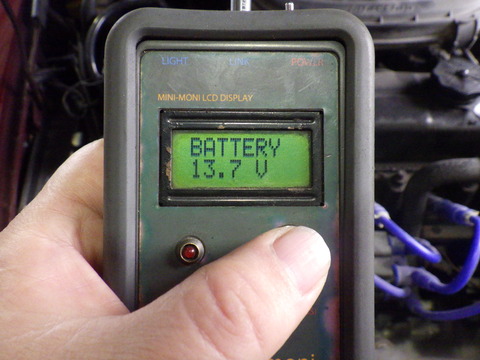 LIGHT LINK POWER
MINI-MONI LCD DISPLAY
BATTERY
13.7 V